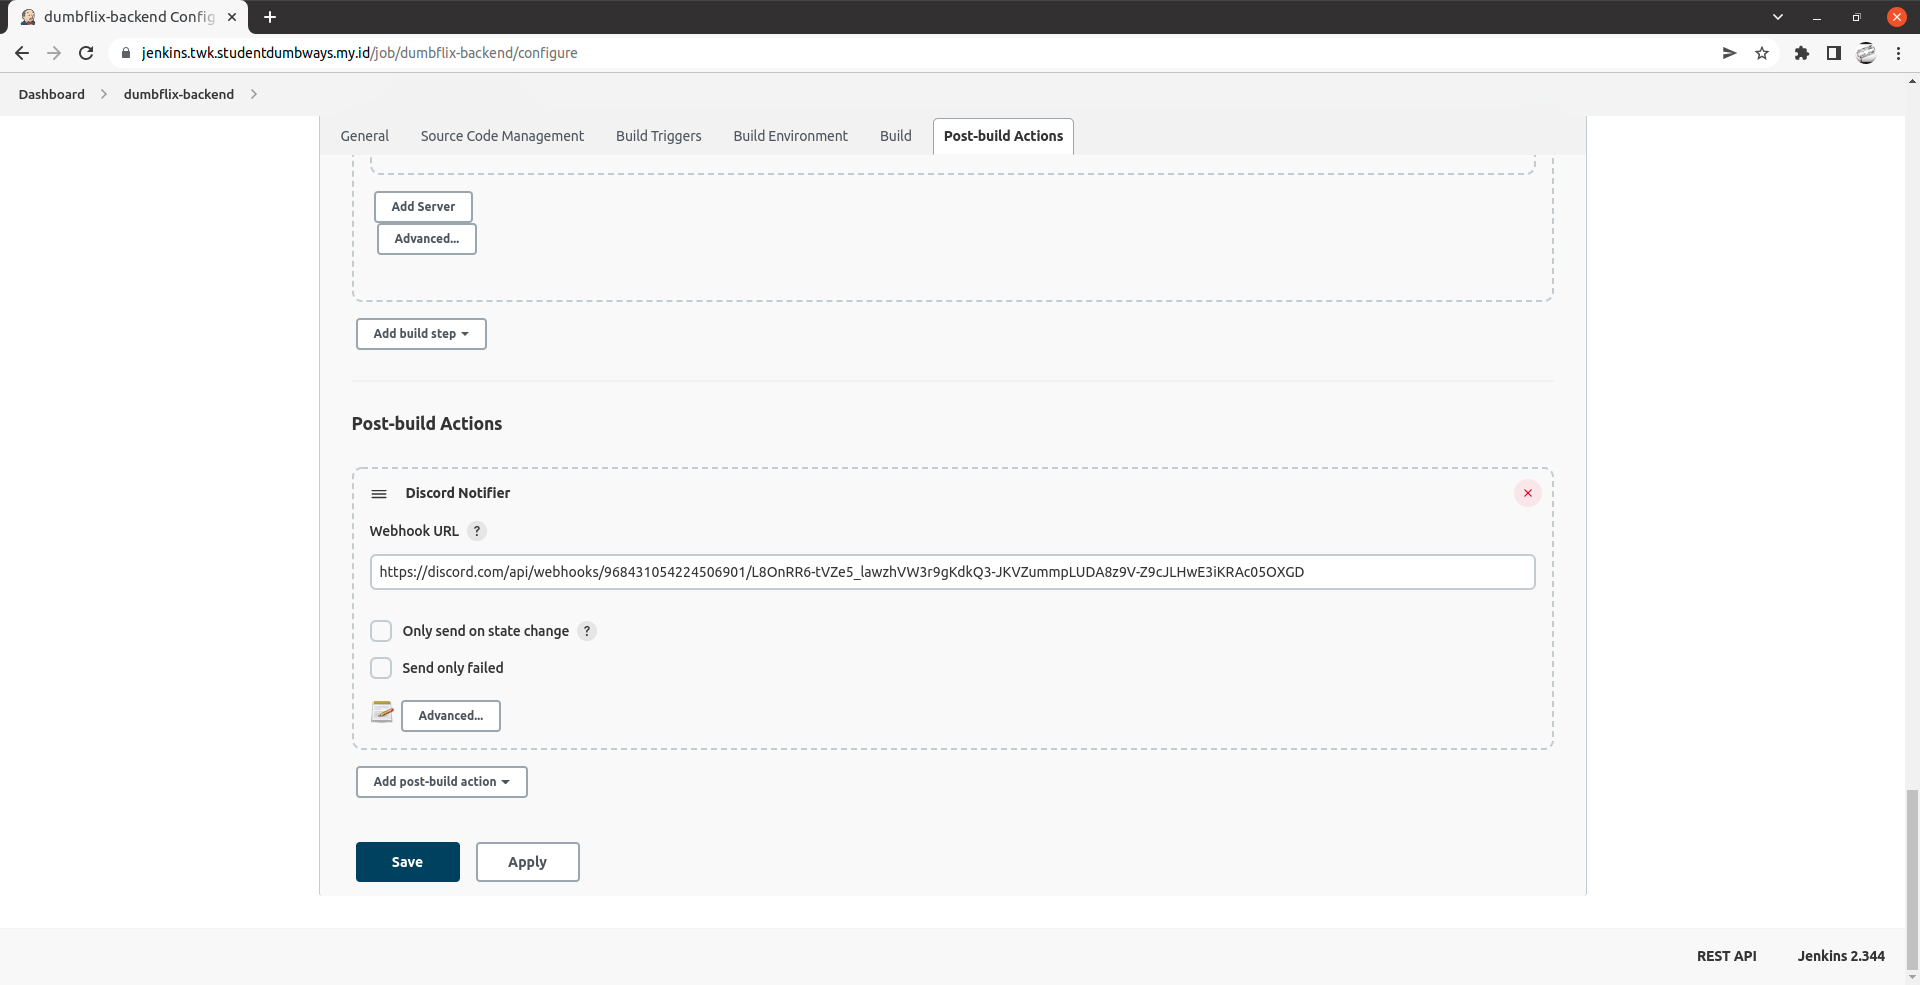 dumbflix-backend Config
jenkins.twk.studentdumbways.my.id/job/dumbflix-backend/configure
Dashboard dumbflix-backend
General Source Code Management Build Triggers Build Environment Build Post-build Actions
Add Server
Advanced...
Add build step
Post-build Actions
Discord Notifier
Webhook URL ?
https://discord.com/api/webhooks/968431054224506901/L8OnRR6-tVZe5_lawzhVW3r9gKdkQ3-JKVZummpLUDA8z9V-Z9cJLHwE3iKRAc05OXGD
Only send on state change ?
Send only failed
Advanced...
Add post-build action
Save Apply
REST API Jenkins 2.344